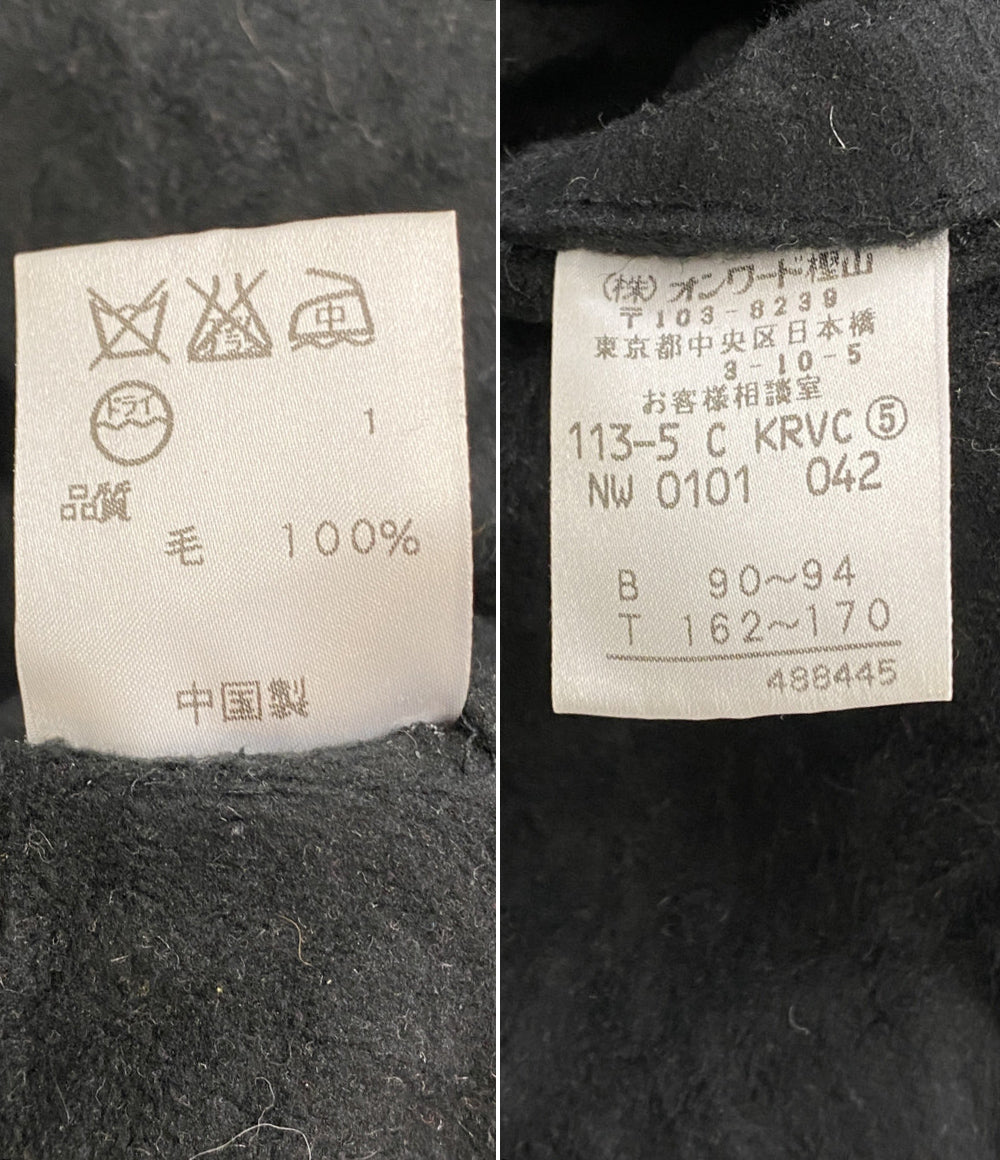 中
ドライ
1
品質
毛 100%
中国製
(株) オンワード樫山
〒103-8239
東京都中央区日本橋
3-10-5
お客様相談室
113-5 C KRVC ⑤
NW 0101 042
B 90～94
T 162～170
488445